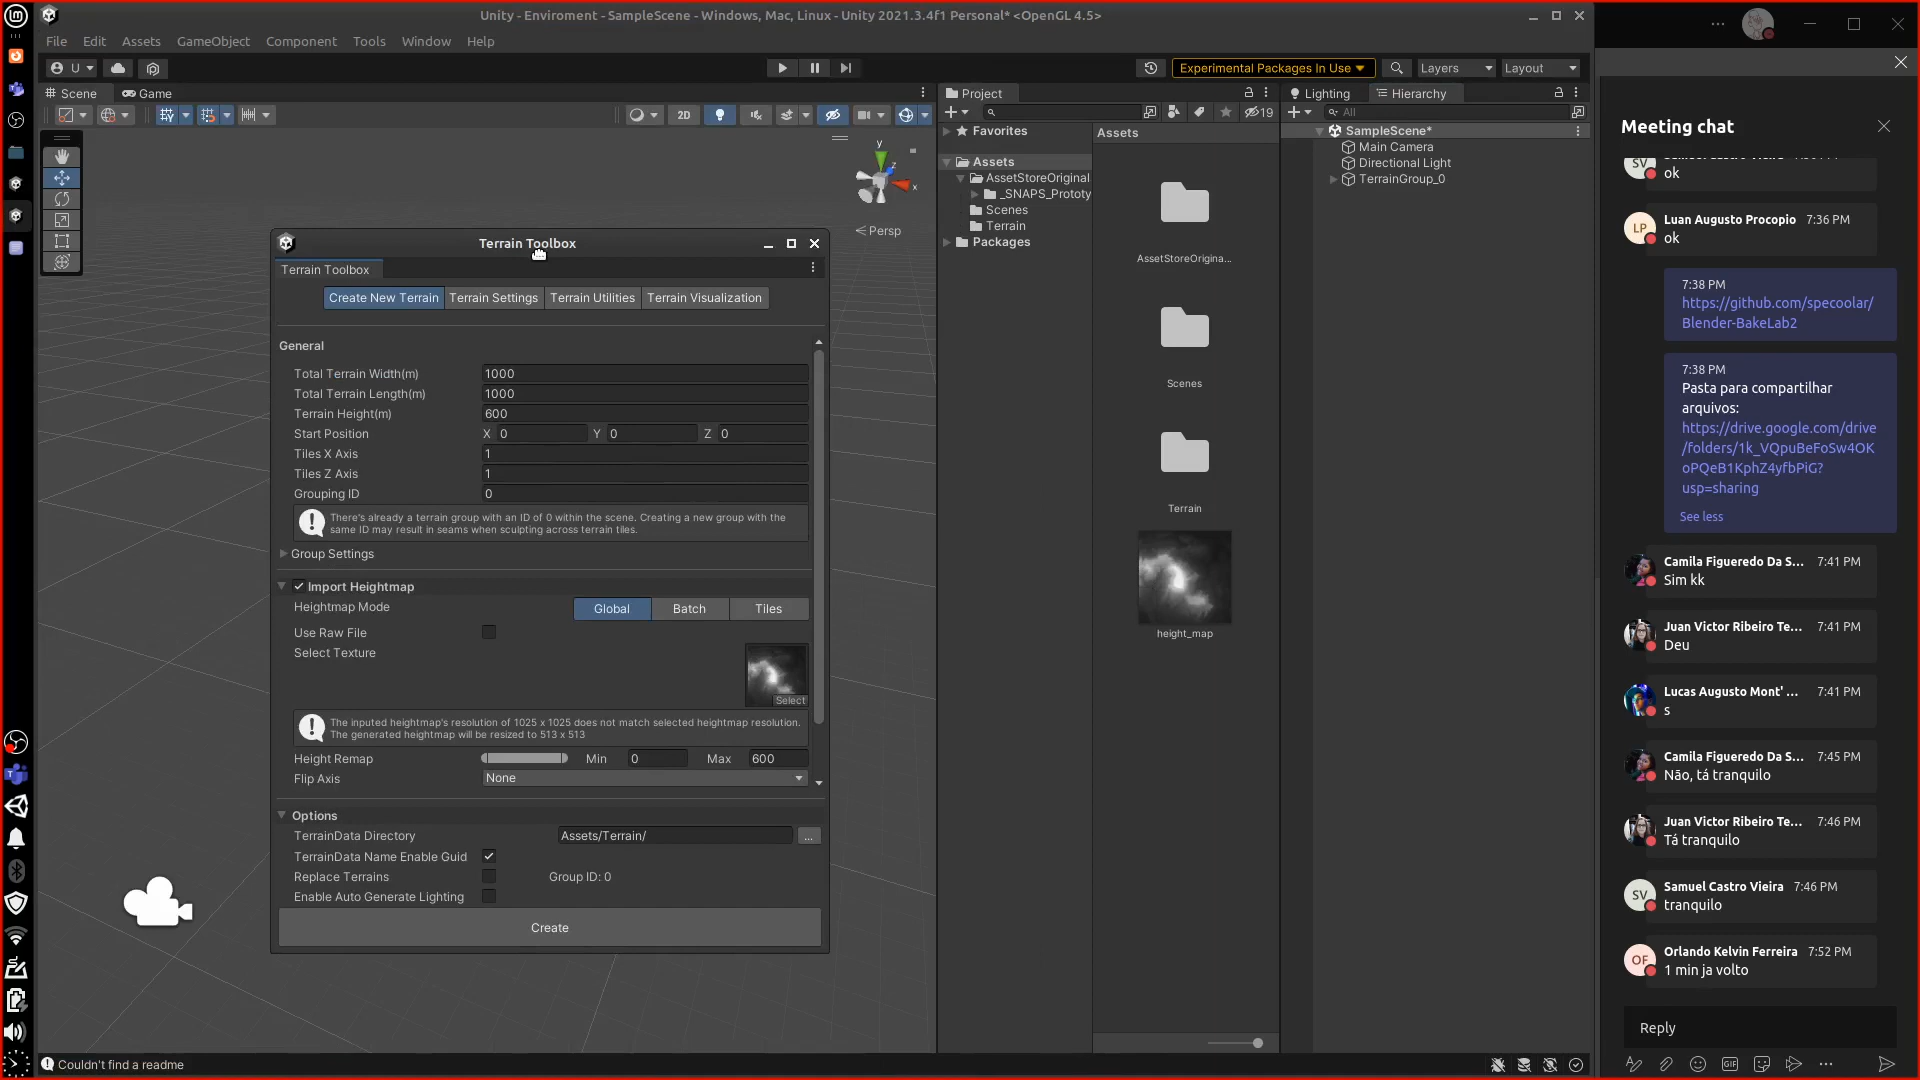 Unity - Enviroment - SampleScene - Windows, Mac, Linux - Unity 2021.3.4f1 Personal* <OpenGL 4.5>
File Edit Assets GameObject Component Tools Window Help
U
Experimental Packages In Use
Layers
Layout
Scene
Game
2D
y
x
z
Persp
Terrain Toolbox
Terrain Toolbox
Create New Terrain
Terrain Settings
Terrain Utilities
Terrain Visualization
General
Total Terrain Width(m) 1000
Total Terrain Length(m) 1000
Terrain Height(m) 600
Start Position X 0 Y 0 Z 0
Tiles X Axis 1
Tiles Z Axis 1
Grouping ID 0
There's already a terrain group with an ID of 0 within the scene. Creating a new group with the
same ID may result in seams when sculpting across terrain tiles.
Group Settings
Import Heightmap
Heightmap Mode Global Batch Tiles
Use Raw File
Select Texture
Select
The inputed heightmap's resolution of 1025 x 1025 does not match selected heightmap resolution.
The generated heightmap will be resized to 513 x 513
Height Remap Min 0 Max 600
Flip Axis None
Options
TerrainData Directory Assets/Terrain/ ...
TerrainData Name Enable Guid
Replace Terrains Group ID: 0
Enable Auto Generate Lighting
Create
Couldn't find a readme
Project
19
Favorites
Assets
AssetStoreOriginal
_SNAPS_Prototy
Scenes
Terrain
Packages
Assets
AssetStoreOrigina...
Scenes
Terrain
height_map
Lighting
Hierarchy
All
SampleScene*
Main Camera
Directional Light
TerrainGroup_0
Meeting chat
SV
ok
LP
Luan Augusto Procopio 7:36 PM
ok
7:38 PM
https://github.com/specoolar/
Blender-BakeLab2
7:38 PM
Pasta para compartilhar
arquivos:
https://drive.google.com/drive
/folders/1k_VQpuBeFoSw4OK
oPQeB1KphZ4yfbPiG?
usp=sharing
See less
Camila Figueredo Da S... 7:41 PM
Sim kk
Juan Victor Ribeiro Te... 7:41 PM
Deu
Lucas Augusto Mont' ... 7:41 PM
s
Camila Figueredo Da S... 7:45 PM
Não, tá tranquilo
Juan Victor Ribeiro Te... 7:46 PM
Tá tranquilo
SV
Samuel Castro Vieira 7:46 PM
tranquilo
OF
Orlando Kelvin Ferreira 7:52 PM
1 min ja volto
Reply
GIF